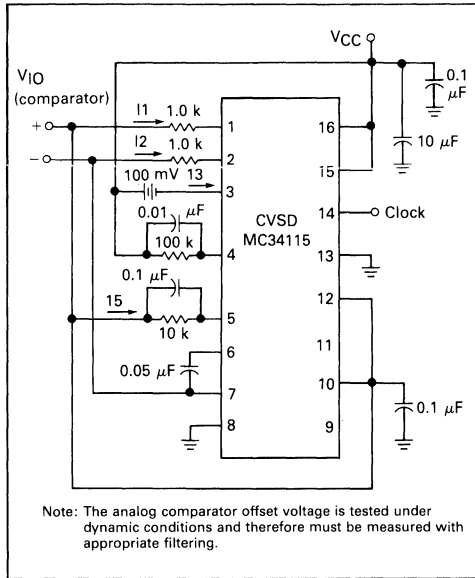 VCC
0.1
μF
10 μF
VIO
(comparator)
+
−
I1
1.0 k
I2
1.0 k
100 mV
13
0.01
μF
100 k
0.1 μF
15
10 k
0.05 μF
1
2
3
4
5
6
7
8
CVSD
MC34115
16
15
14
Clock
13
12
11
10
9
0.1
μF
Note: The analog comparator offset voltage is tested under
dynamic conditions and therefore must be measured with
appropriate filtering.